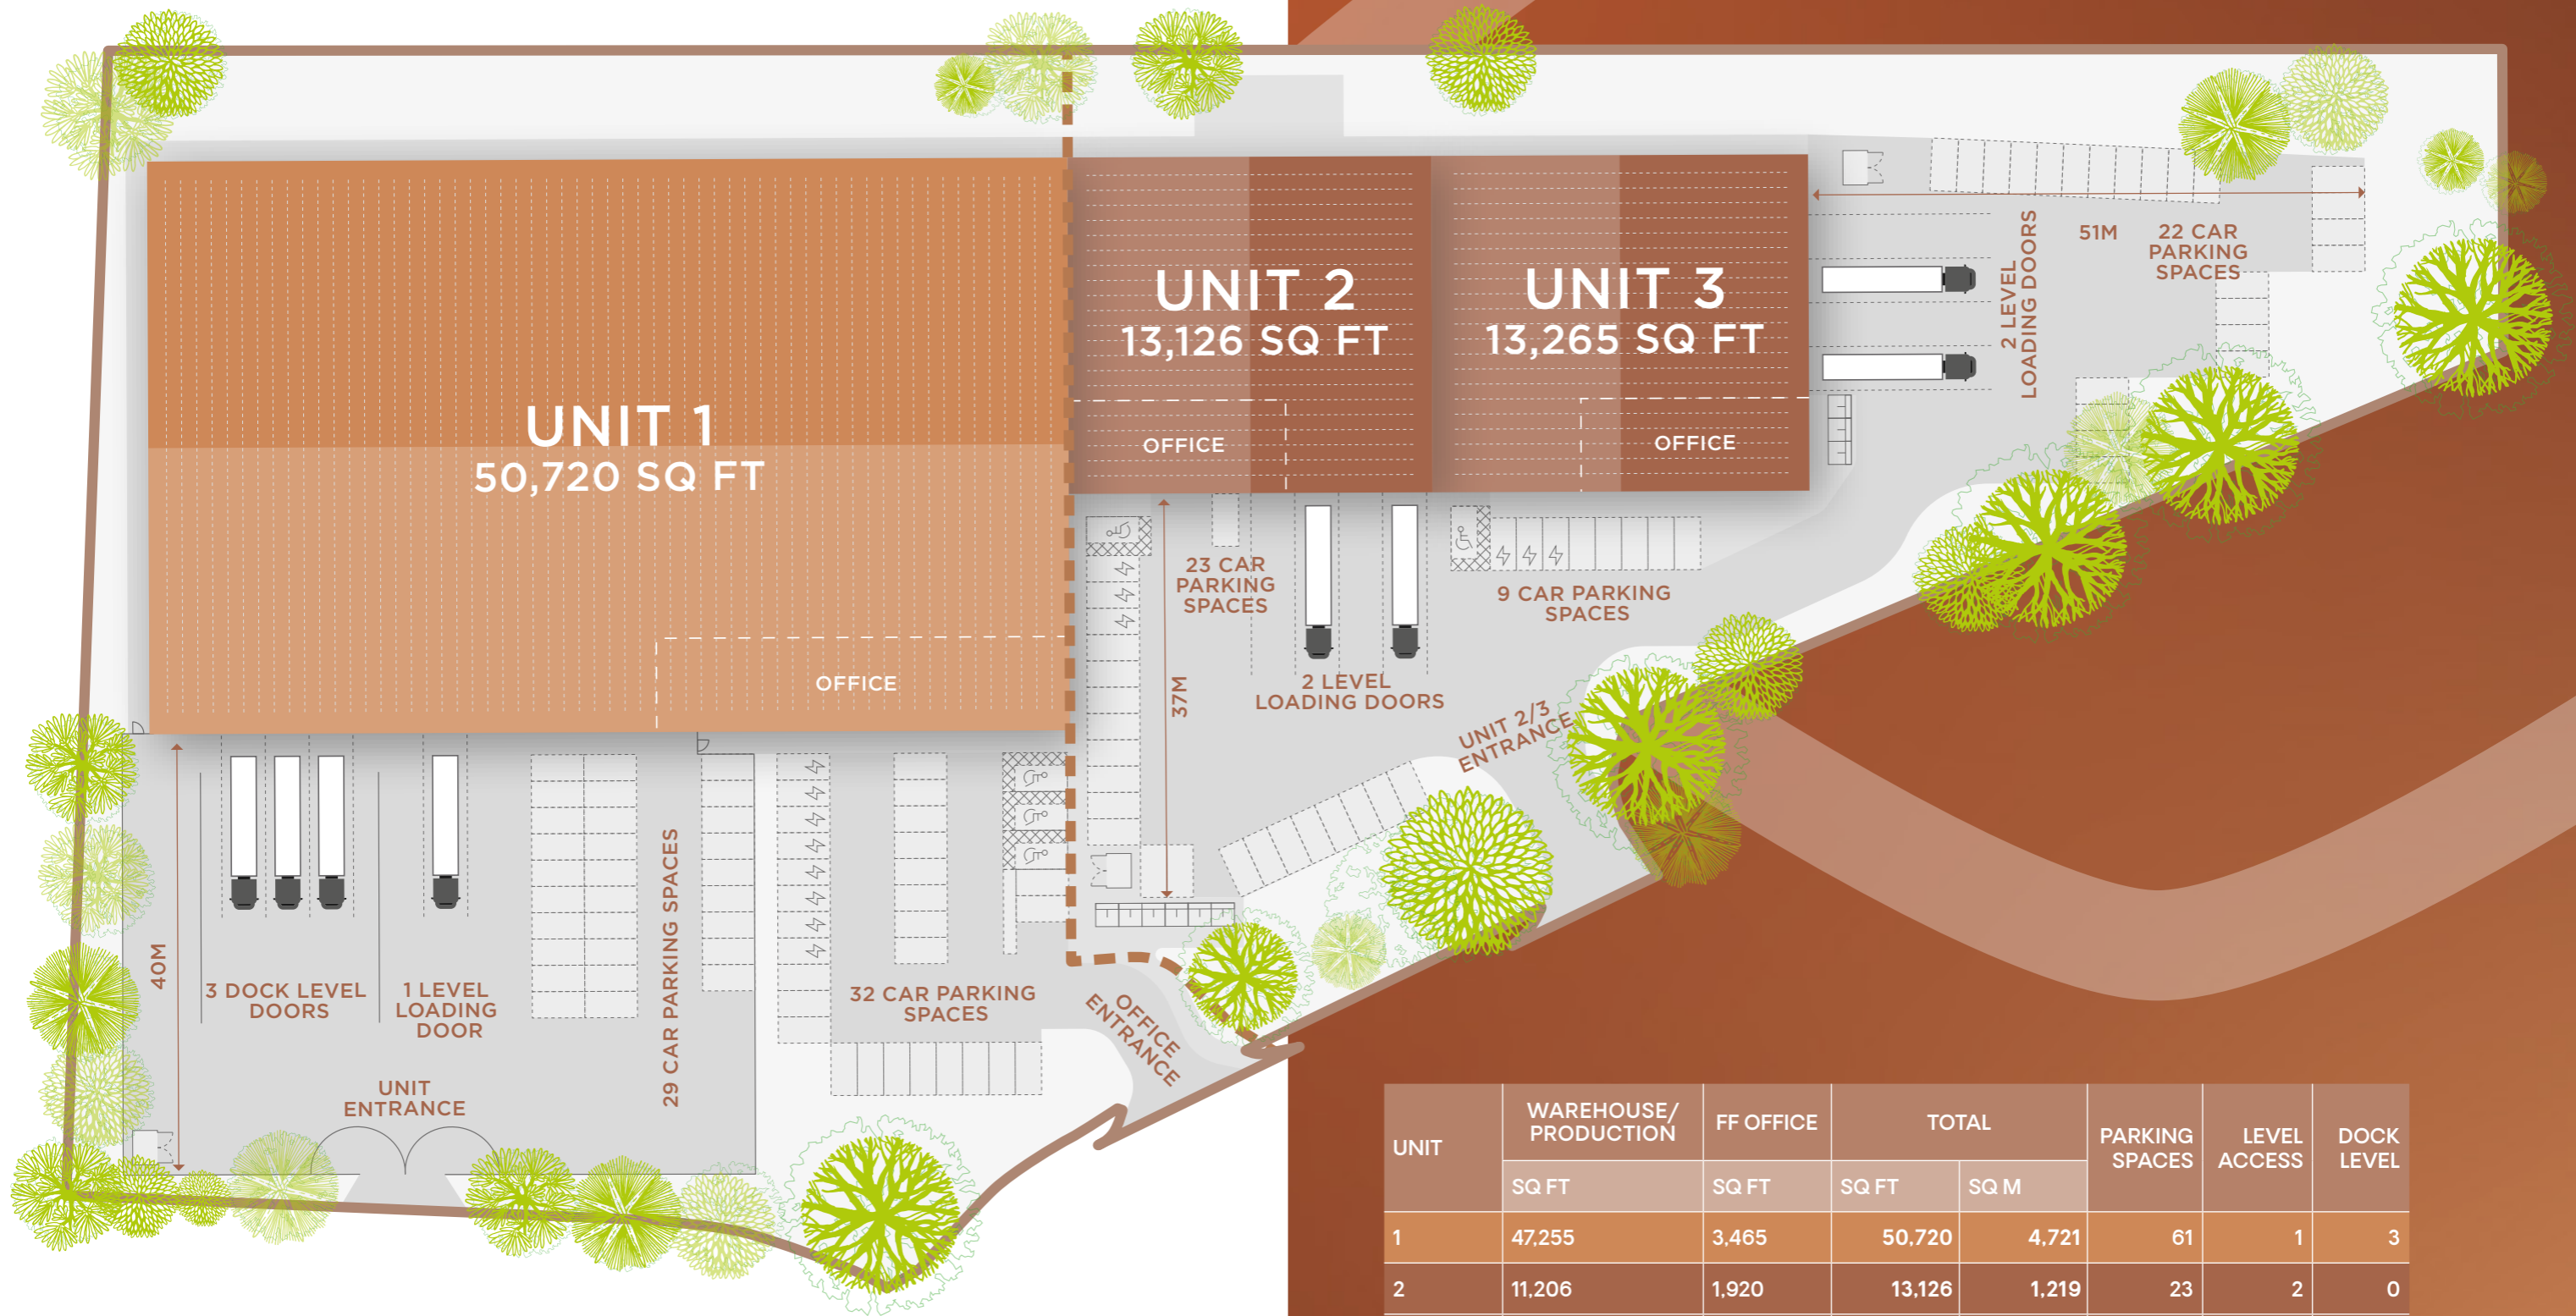 UNIT 1
50,720 SQ FT
OFFICE
UNIT 2
13,126 SQ FT
OFFICE
UNIT 3
13,265 SQ FT
OFFICE
2 LEVEL
LOADING DOORS
51M
22 CAR
PARKING
SPACES
23 CAR
PARKING
SPACES
37M
2 LEVEL
LOADING DOORS
9 CAR PARKING
SPACES
UNIT 2/3
ENTRANCE
40M
3 DOCK LEVEL
DOORS
1 LEVEL
LOADING
DOOR
29 CAR PARKING SPACES
32 CAR PARKING
SPACES
OFFICE
ENTRANCE
UNIT
ENTRANCE
UNIT
WAREHOUSE/
PRODUCTION
FF OFFICE
TOTAL
PARKING
SPACES
LEVEL
ACCESS
DOCK
LEVEL
SQ FT
SQ FT
SQ FT
SQ M
1 47,255 3,465 50,720 4,721 61 1 3
2 11,206 1,920 13,126 1,219 23 2 0